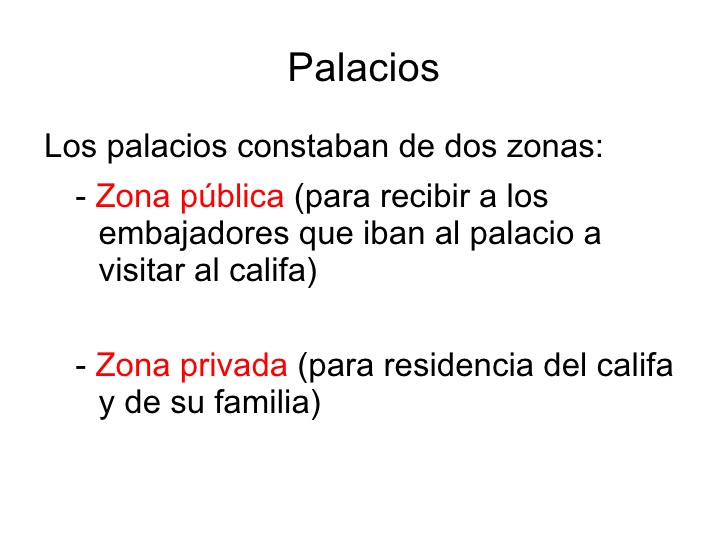 Palacios
Los palacios constaban de dos zonas:
- Zona pública (para recibir a los
embajadores que iban al palacio a
visitar al califa)
- Zona privada (para residencia del califa
y de su familia)